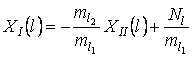 X_I(l) = -\frac{m_{l_2}}{m_{l_1}} X_{II}(l) + \frac{N_l}{m_{l_1}}